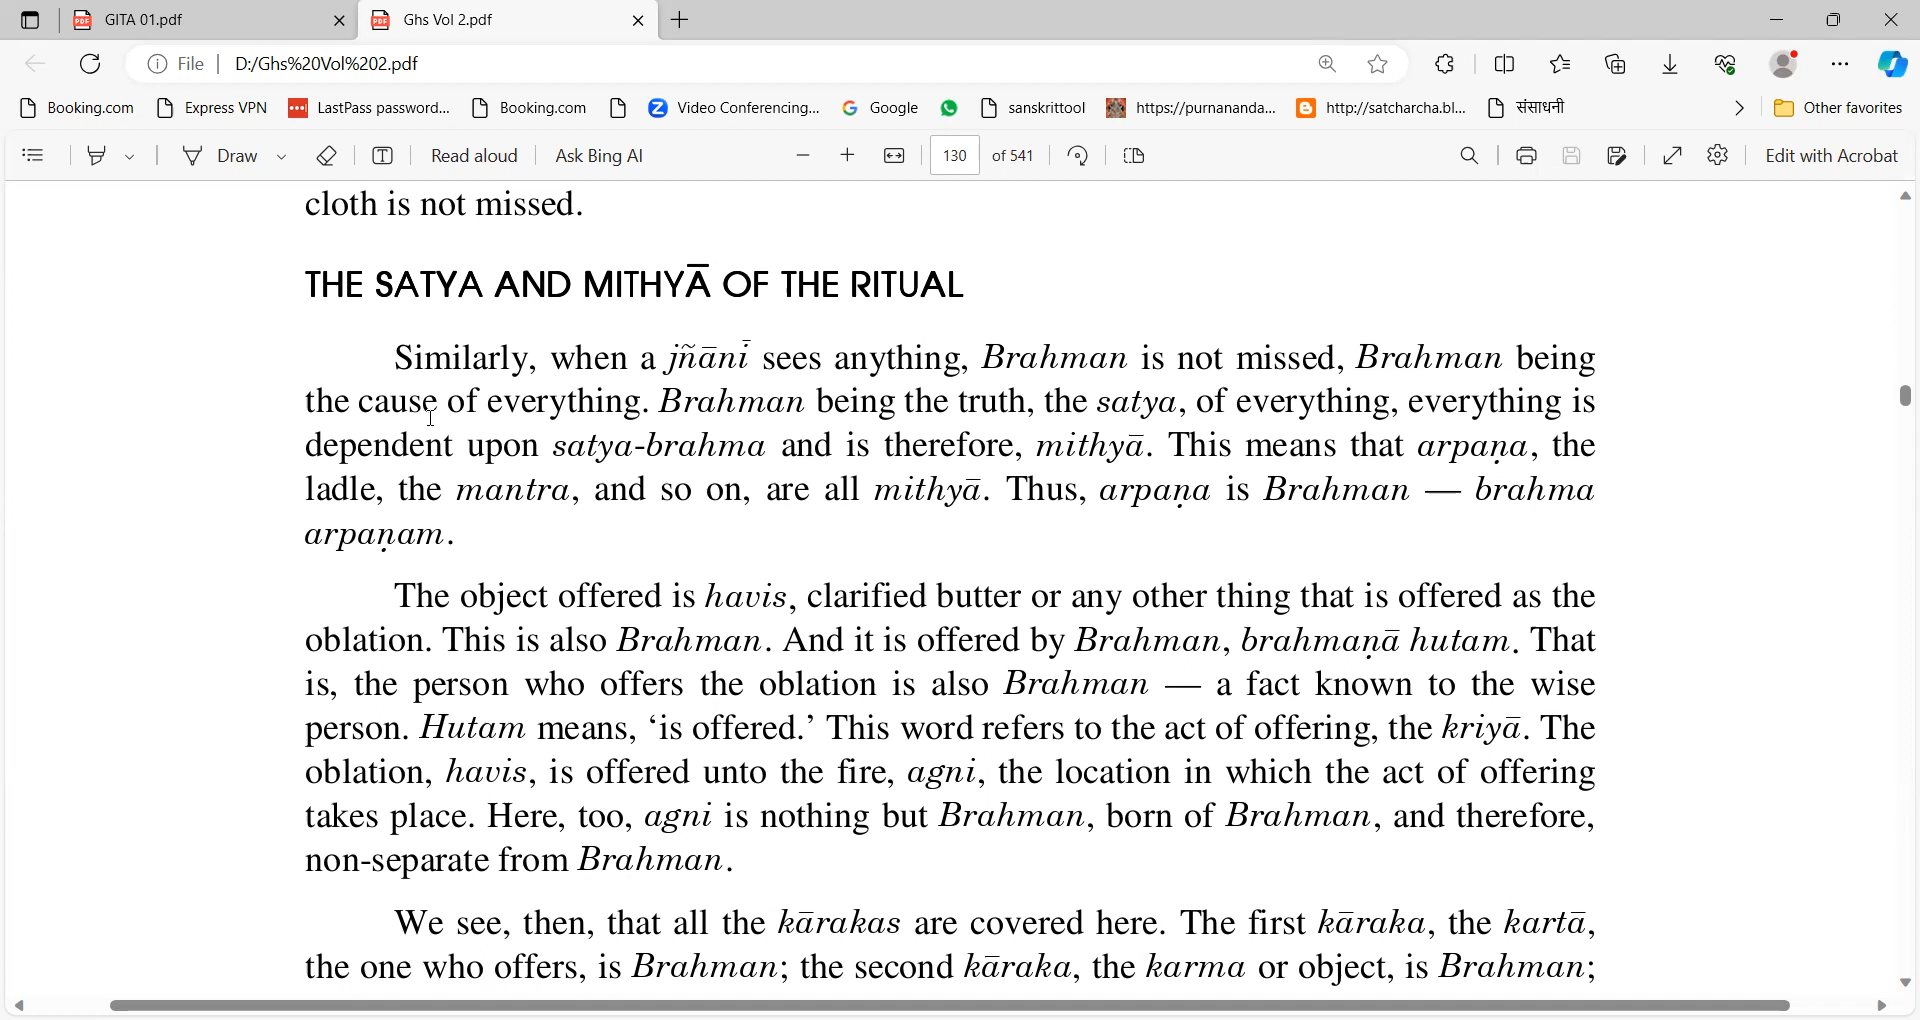 GITA 01.pdf
Ghs Vol 2.pdf
File | D:/Ghs%20Vol%202.pdf
Booking.com Express VPN LastPass password... Booking.com Video Conferencing... Google sanskrittool https://purnananda... http://satcharcha.bl... संसाधनी Other favorites
Draw Read aloud Ask Bing AI 130 of 541 Edit with Acrobat
cloth is not missed.
THE SATYA AND MITHYĀ OF THE RITUAL
Similarly, when a jñānī sees anything, Brahman is not missed, Brahman being
the cause of everything. Brahman being the truth, the satya, of everything, everything is
dependent upon satya-brahma and is therefore, mithyā. This means that arpaṇa, the
ladle, the mantra, and so on, are all mithyā. Thus, arpaṇa is Brahman — brahma
arpaṇam.
The object offered is havis, clarified butter or any other thing that is offered as the
oblation. This is also Brahman. And it is offered by Brahman, brahmaṇā hutam. That
is, the person who offers the oblation is also Brahman — a fact known to the wise
person. Hutam means, ‘is offered.’ This word refers to the act of offering, the kriyā. The
oblation, havis, is offered unto the fire, agni, the location in which the act of offering
takes place. Here, too, agni is nothing but Brahman, born of Brahman, and therefore,
non-separate from Brahman.
We see, then, that all the kārakas are covered here. The first kāraka, the kartā,
the one who offers, is Brahman; the second kāraka, the karma or object, is Brahman;